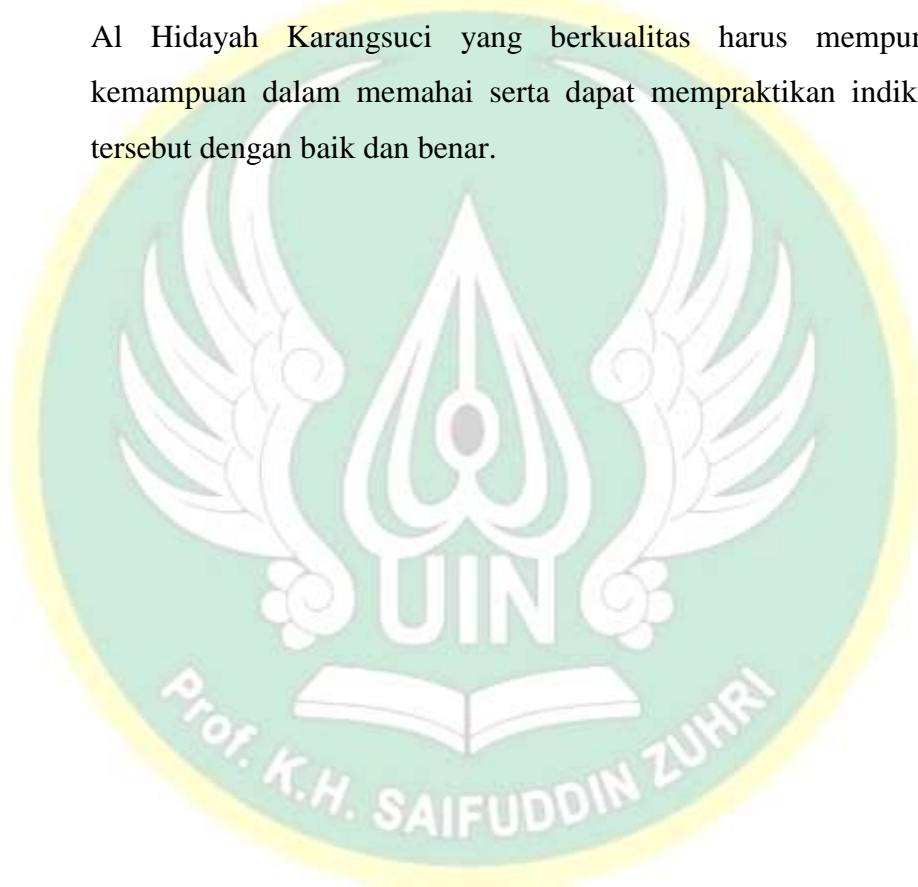 Al Hidayah Karangsuci yang berkualitas harus mempu
kemampuan dalam memahai serta dapat mempraktikan indik
tersebut dengan baik dan benar.
UIN
Prof. K.H. SAIFUDDIN ZUHRI